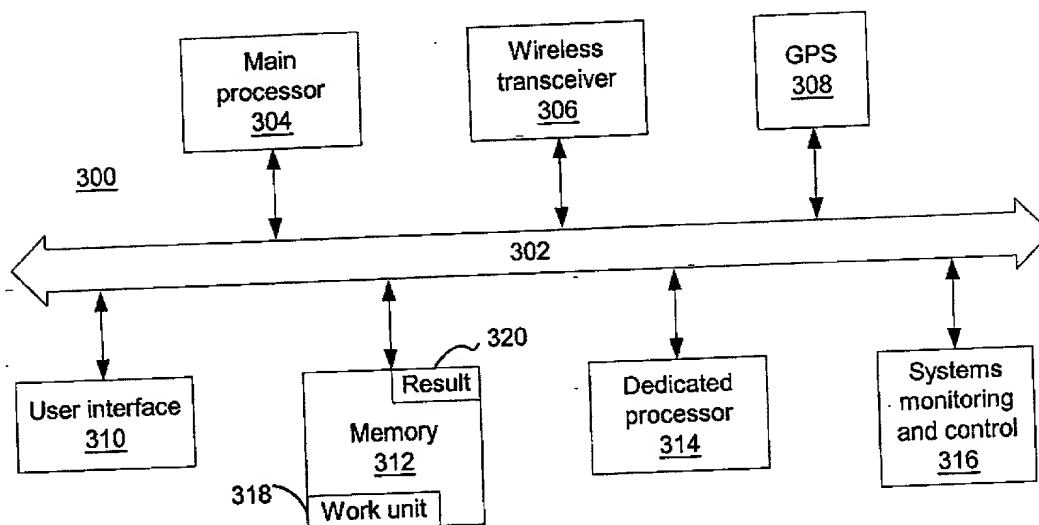 Main
processor
304
Wireless
transceiver
306
GPS
308
300
302
320
User interface
310
Result
Memory
312
318
Work unit
Dedicated
processor
314
Systems
monitoring
and control
316